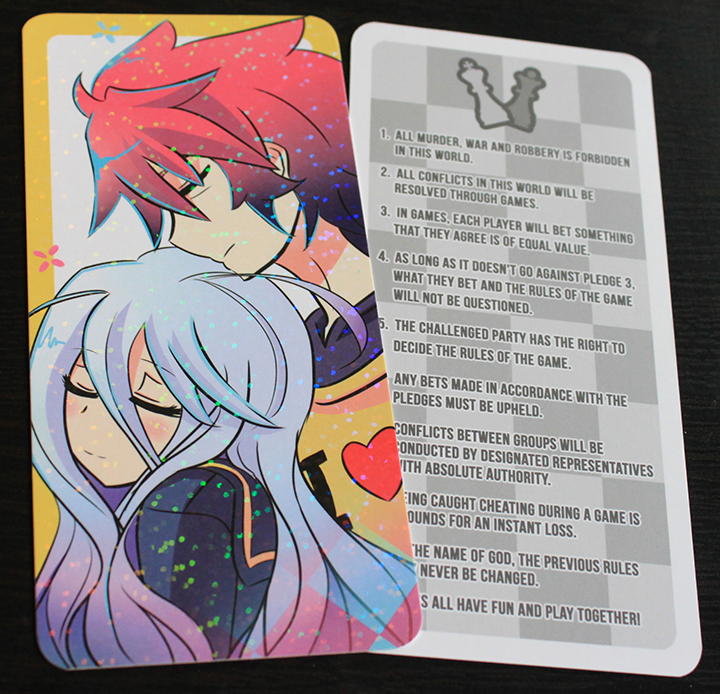 I
1. ALL MURDER, WAR AND ROBBERY IS FORBIDDEN
IN THIS WORLD.
2. ALL CONFLICTS IN THIS WORLD WILL BE
RESOLVED THROUGH GAMES.
3. IN GAMES, EACH PLAYER WILL BET SOMETHING
THAT THEY AGREE IS OF EQUAL VALUE.
4. AS LONG AS IT DOESN'T GO AGAINST PLEDGE 3,
WHAT THEY BET AND THE RULES OF THE GAME
WILL NOT BE QUESTIONED.
5. THE CHALLENGED PARTY HAS THE RIGHT TO
DECIDE THE RULES OF THE GAME.
ANY BETS MADE IN ACCORDANCE WITH THE
PLEDGES MUST BE UPHELD.
CONFLICTS BETWEEN GROUPS WILL BE
CONDUCTED BY DESIGNATED REPRESENTATIVES
WITH ABSOLUTE AUTHORITY.
CAUGHT CHEATING DURING A GAME IS
FOR AN INSTANT LOSS.
THE NAME OF GOD, THE PREVIOUS RULES
NEVER BE CHANGED.
ALL HAVE FUN AND PLAY TOGETHER!